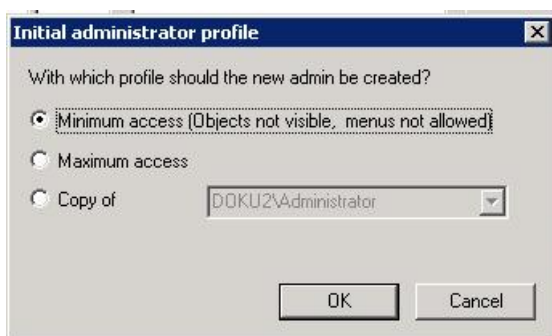 Initial administrator profile
With which profile should the new admin be created?
Minimum access (Objects not visible, menus not allowed)
Maximum access
Copy of DOKU2\Administrator
OK Cancel